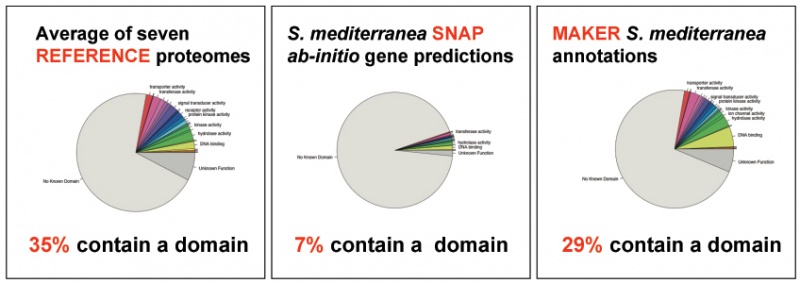 Average of seven
REFERENCE proteomes
transporter activity
transferase activity
signal transducer activity
receptor activity
protein kinase activity
kinase activity
hydrolase activity
DNA binding
No Known Domain
Unknown Function
35% contain a domain
S. mediterranea SNAP
ab-initio gene predictions
transferase activity
hydrolase activity
DNA binding
No Known Domain
Unknown Function
7% contain a domain
MAKER S. mediterranea
annotations
transporter activity
transferase activity
signal transducer activity
protein kinase activity
kinase activity
ion channel activity
hydrolase activity
DNA binding
No Known Domain
Unknown Function
29% contain a domain